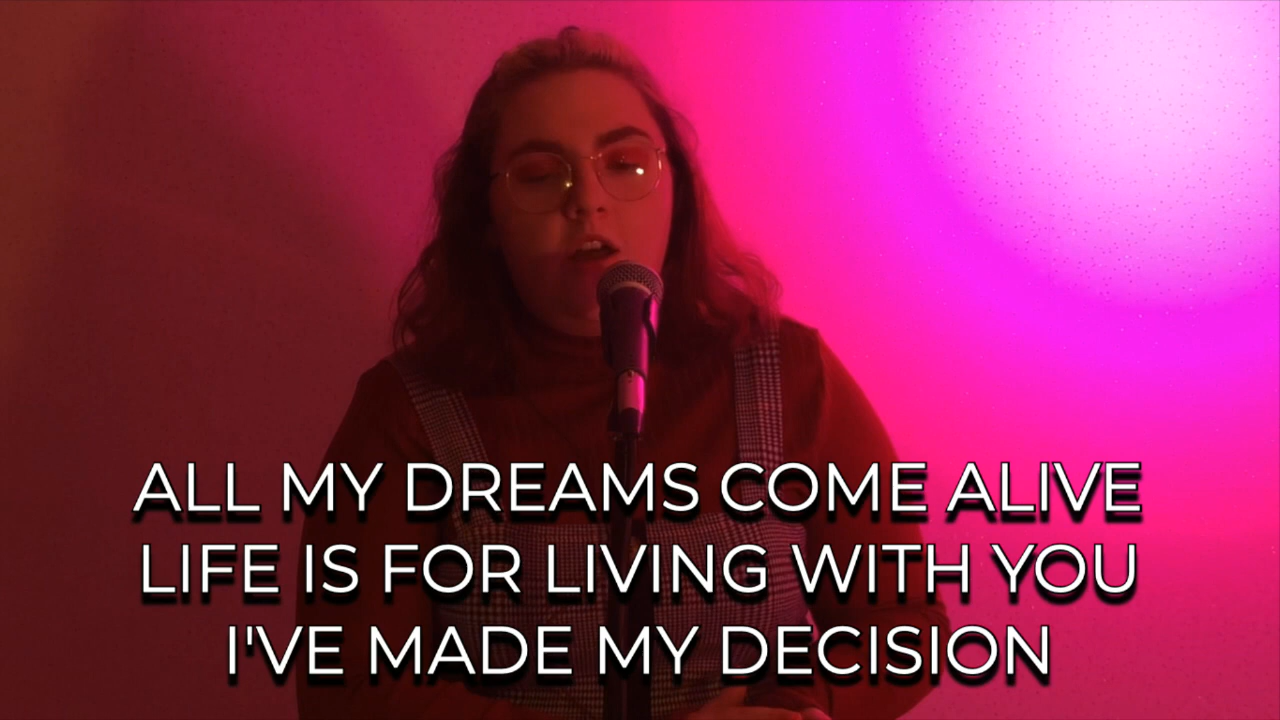 ALL MY DREAMS COME ALIVE
LIFE IS FOR LIVING WITH YOU
I'VE MADE MY DECISION